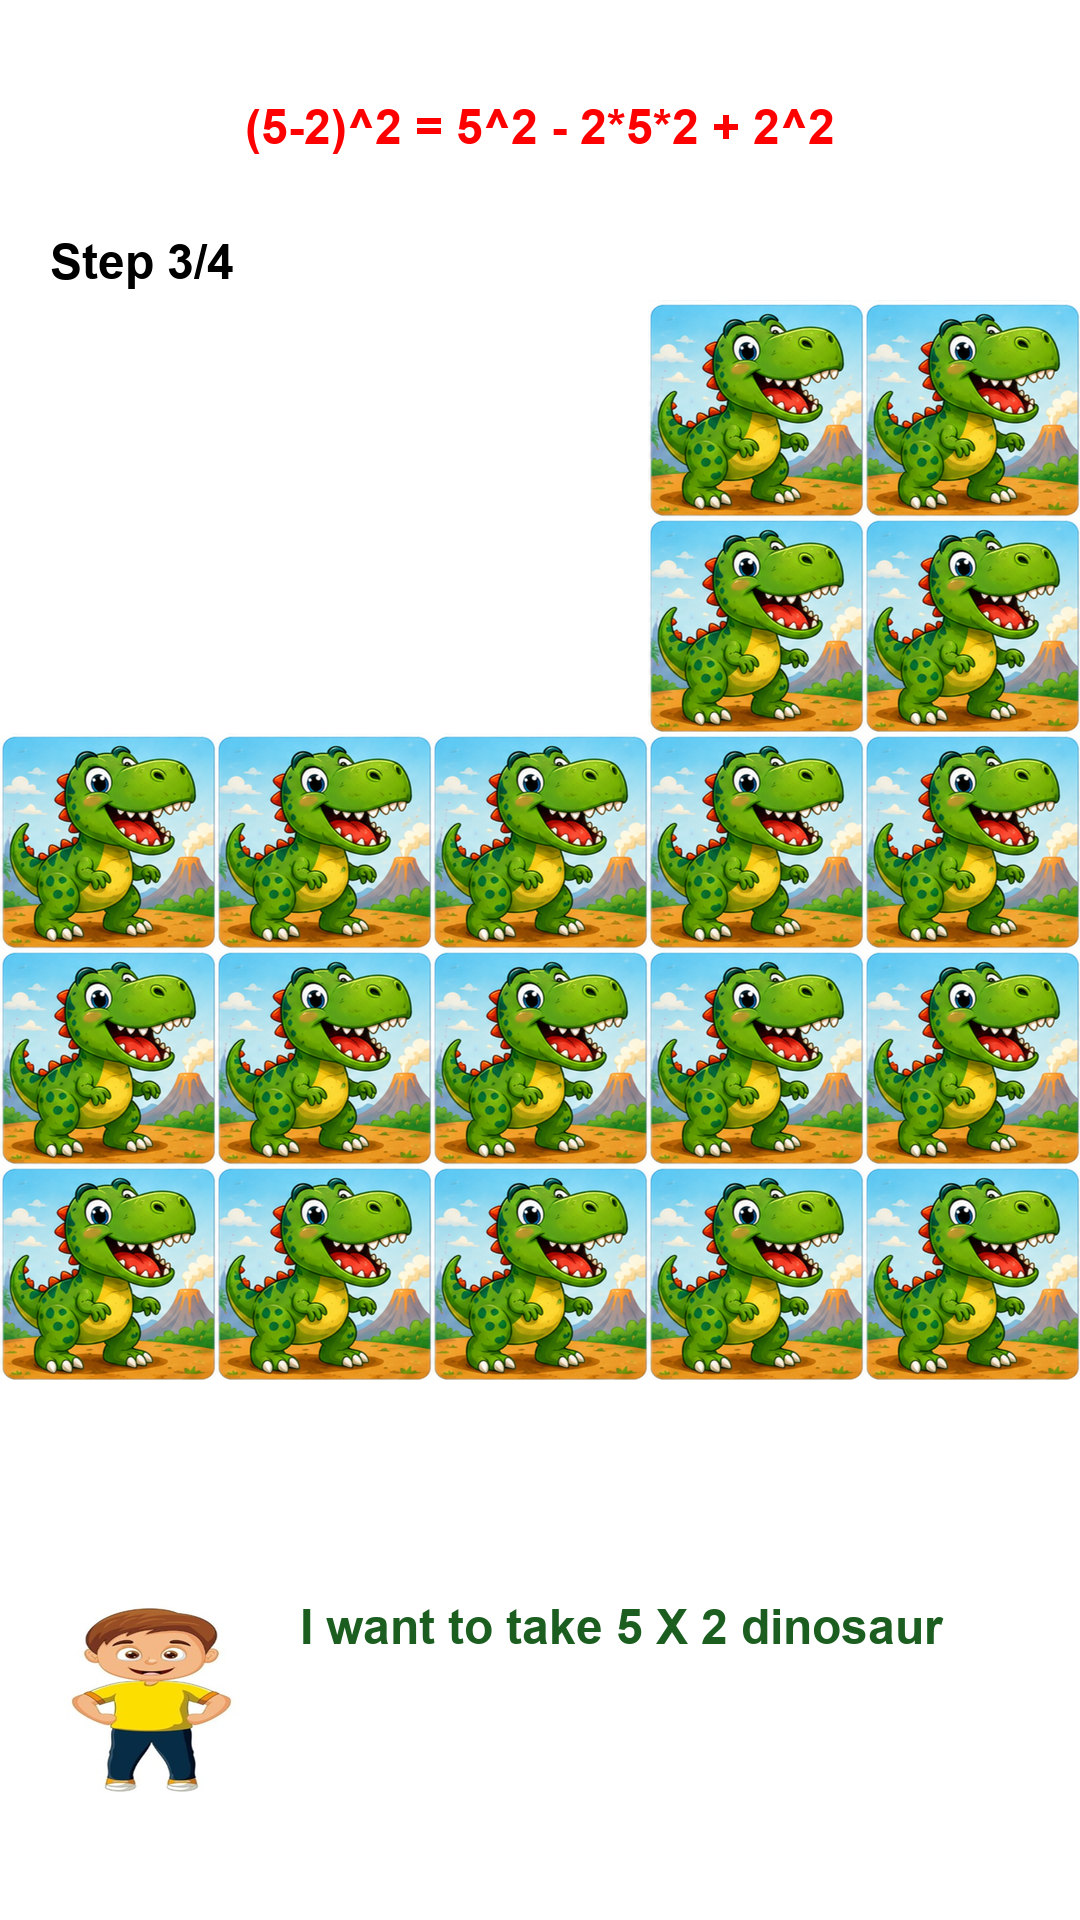 (5-2)^2 = 5^2 - 2*5*2 + 2^2
Step 3/4
I want to take 5 X 2 dinosaur